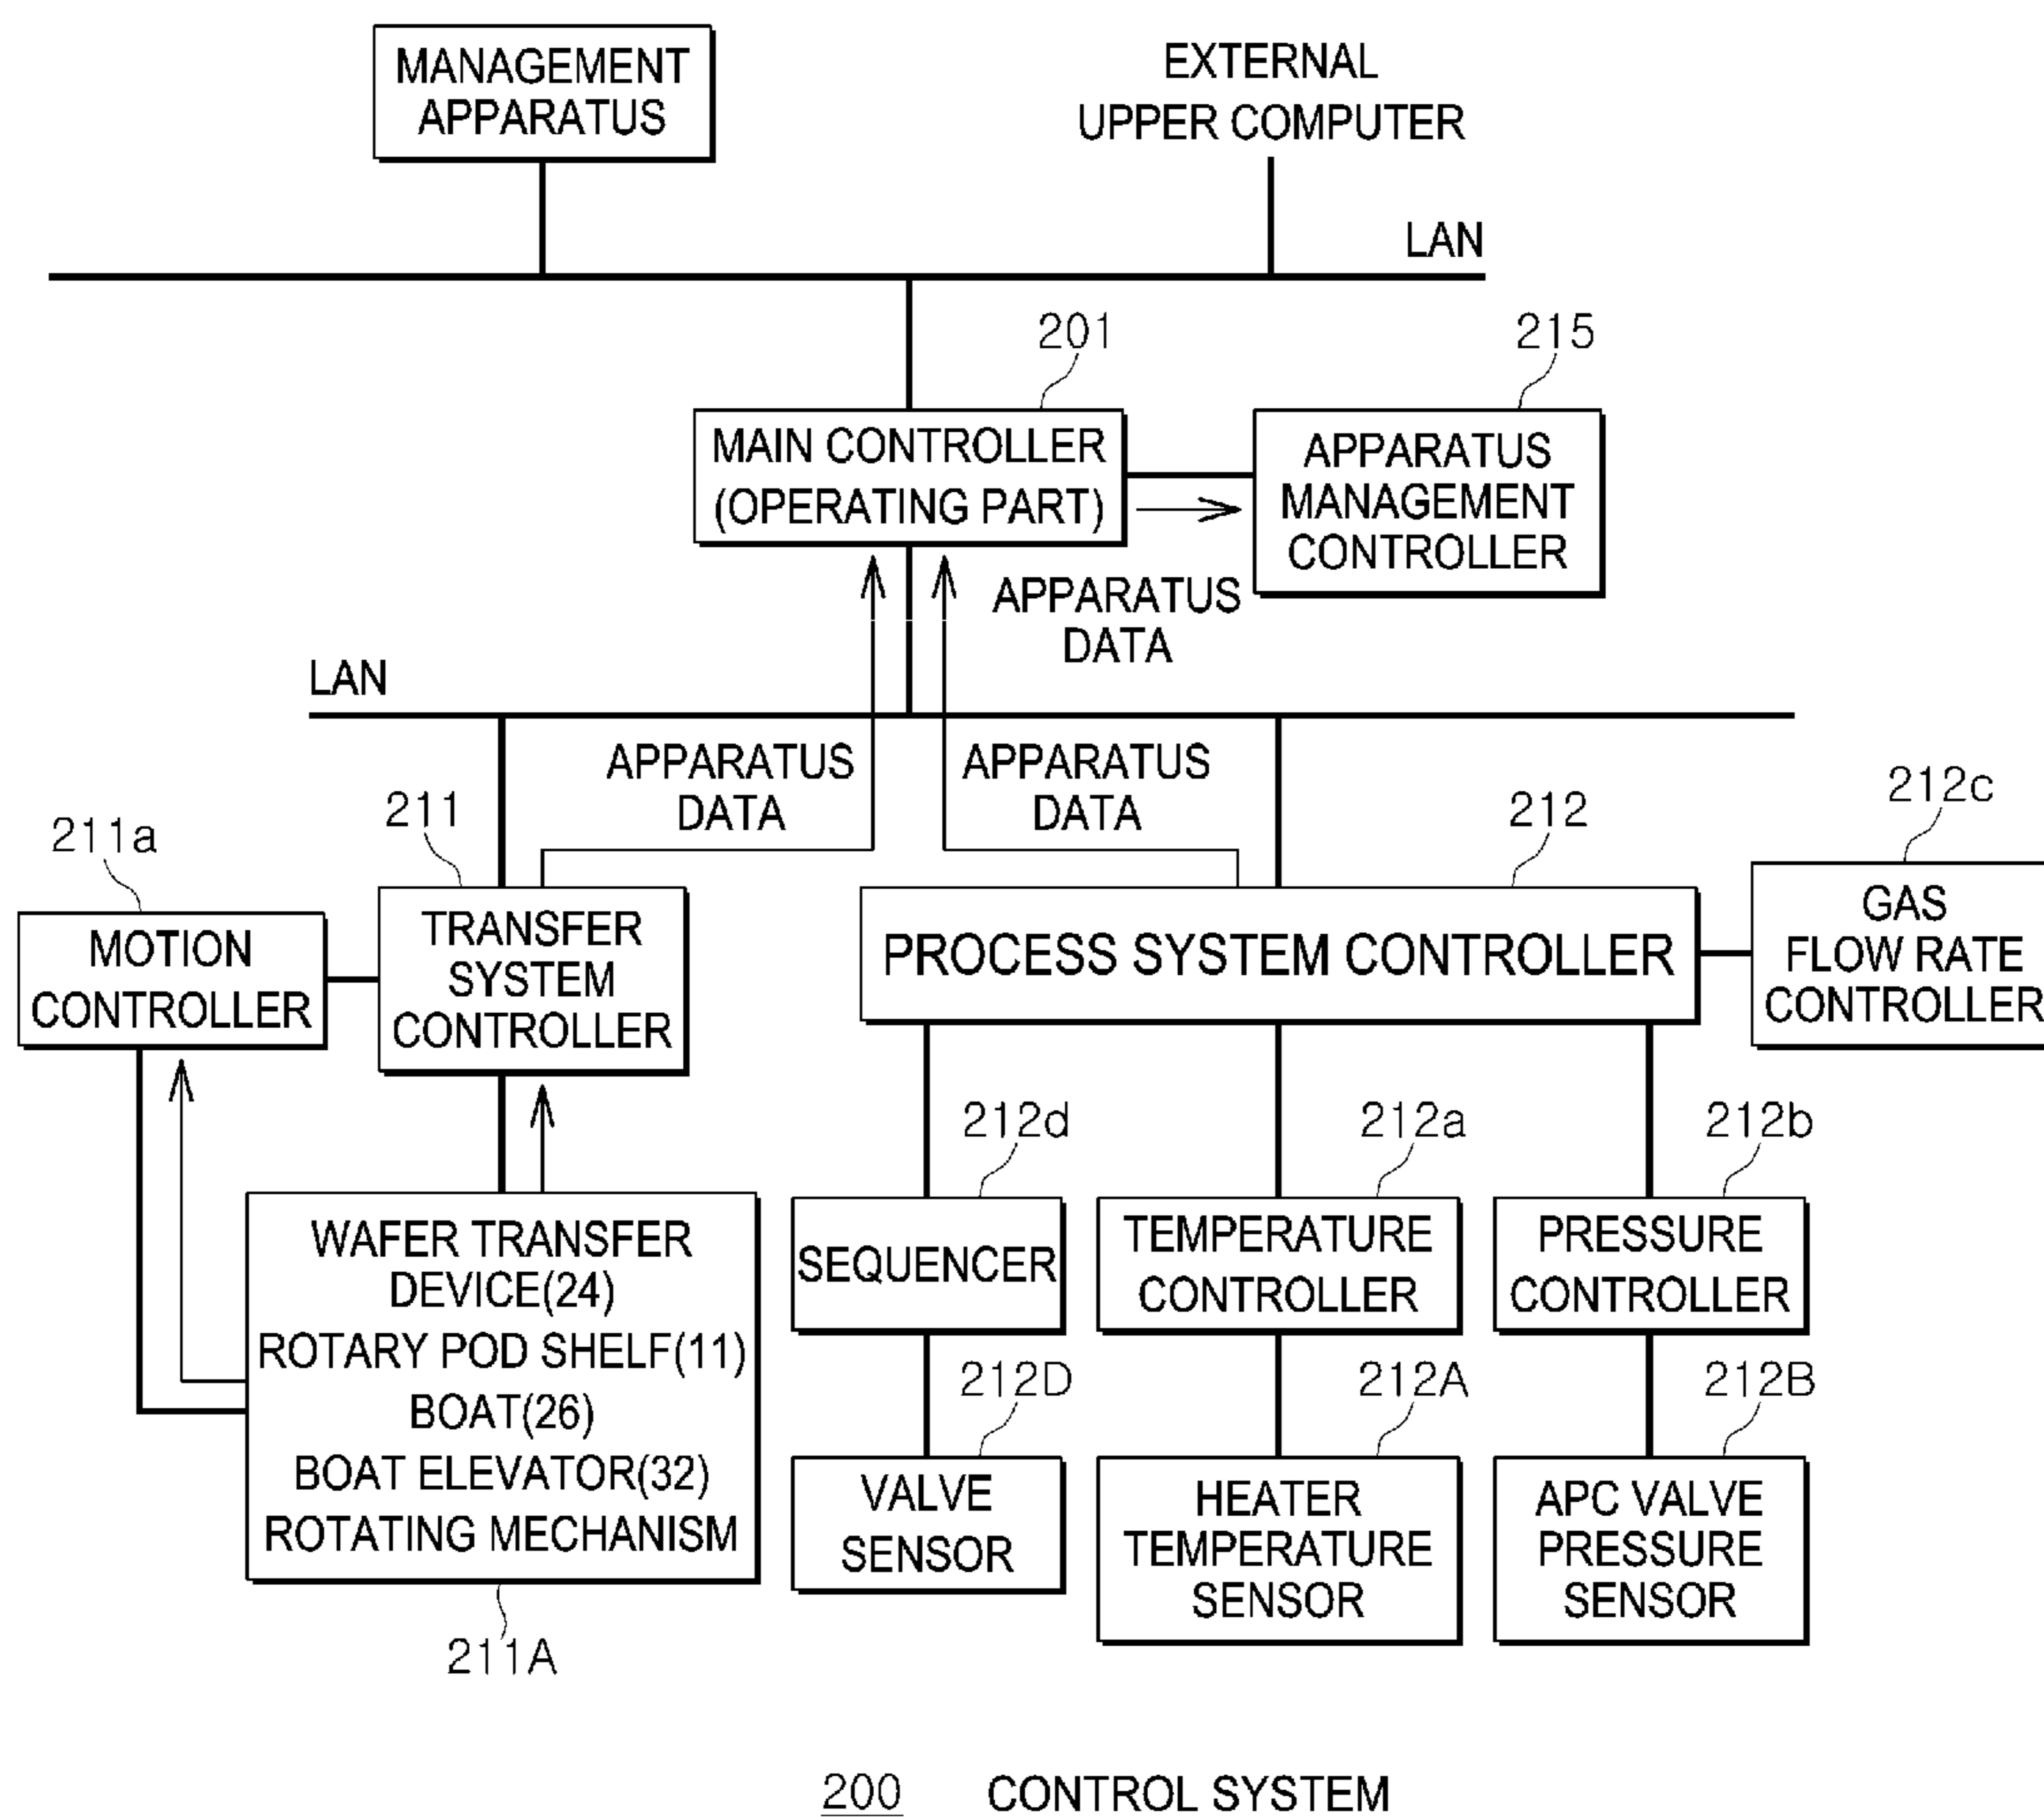 MANAGEMENT
APPARATUS
EXTERNAL
UPPER COMPUTER
LAN
201
215
MAIN CONTROLLER
(OPERATING PART)
APPARATUS
MANAGEMENT
CONTROLLER
APPARATUS
DATA
LAN
APPARATUS
DATA
APPARATUS
DATA
211a
211
212
212c
MOTION
CONTROLLER
TRANSFER
SYSTEM
CONTROLLER
PROCESS SYSTEM CONTROLLER
GAS
FLOW RATE
CONTROLLER
212d
212a
212b
WAFER TRANSFER
DEVICE(24)
ROTARY POD SHELF(11)
BOAT(26)
BOAT ELEVATOR(32)
ROTATING MECHANISM
211A
SEQUENCER
TEMPERATURE
CONTROLLER
PRESSURE
CONTROLLER
212D
212A
212B
VALVE
SENSOR
HEATER
TEMPERATURE
SENSOR
APC VALVE
PRESSURE
SENSOR
200 CONTROL SYSTEM